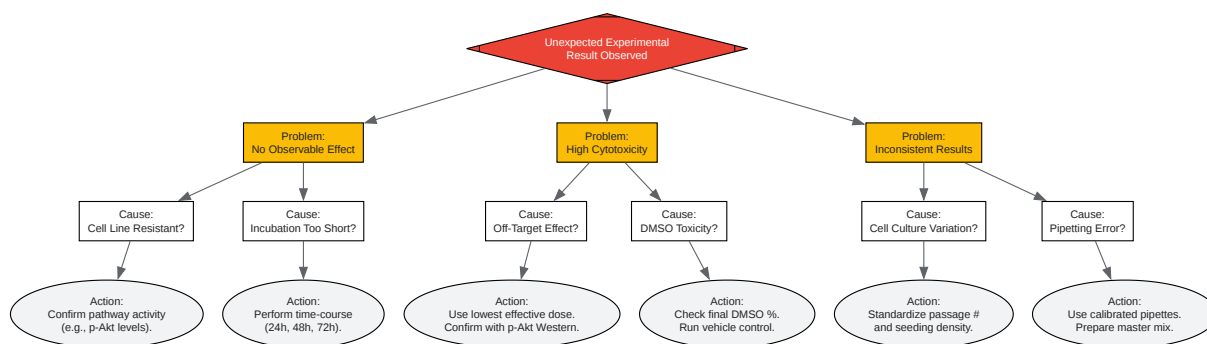 Unexpected Experimental
Result Observed
Problem:
No Observable Effect
Problem:
High Cytotoxicity
Problem:
Inconsistent Results
Cause:
Cell Line Resistant?
Cause:
Incubation Too Short?
Cause:
Off-Target Effect?
Cause:
DMSO Toxicity?
Cause:
Cell Culture Variation?
Cause:
Pipetting Error?
Action:
Confirm pathway activity
(e.g., p-Akt levels).
Action:
Perform time-course
(24h, 48h, 72h).
Action:
Use lowest effective dose.
Confirm with p-Akt Western.
Action:
Check final DMSO %.
Run vehicle control.
Action:
Standardize passage #
and seeding density.
Action:
Use calibrated pipettes.
Prepare master mix.